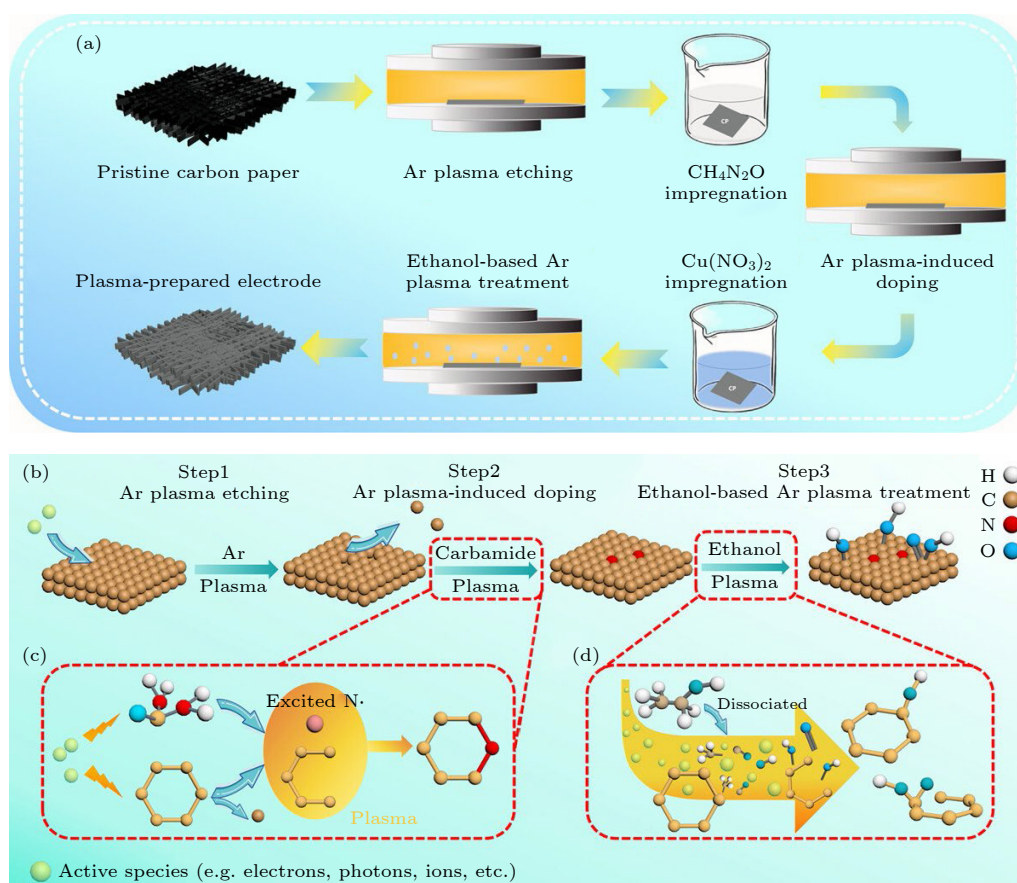 (a)
CP
Pristine carbon paper
Ar plasma etching
CH₄N₂O
impregnation
Plasma-prepared electrode
Ethanol-based Ar
plasma treatment
Cu(NO₃)₂
impregnation
Ar plasma-induced
doping
CP
(b)
Step1
Ar plasma etching
Step2
Ar plasma-induced doping
Step3
Ethanol-based Ar plasma treatment
H
C
N
O
Ar
Plasma
Carbamide
Plasma
Ethanol
Plasma
(c)
Excited N·
Plasma
(d)
Dissociated
Active species (e.g. electrons, photons, ions, etc.)